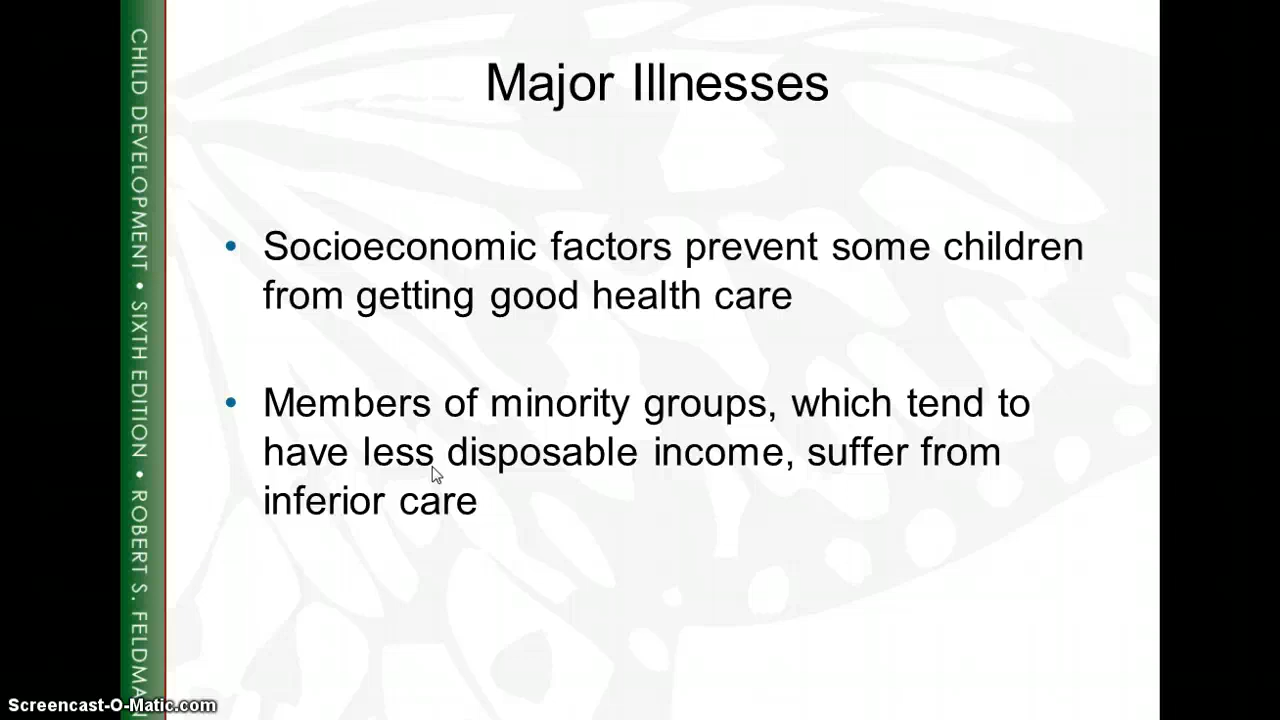 Major Illnesses
• Socioeconomic factors prevent some children
from getting good health care
• Members of minority groups, which tend to
have less disposable income, suffer from
inferior care
CHILD DEVELOPMENT • SIXTH EDITION • ROBERT S. FELDMAN
Screencast-O-Matic.com